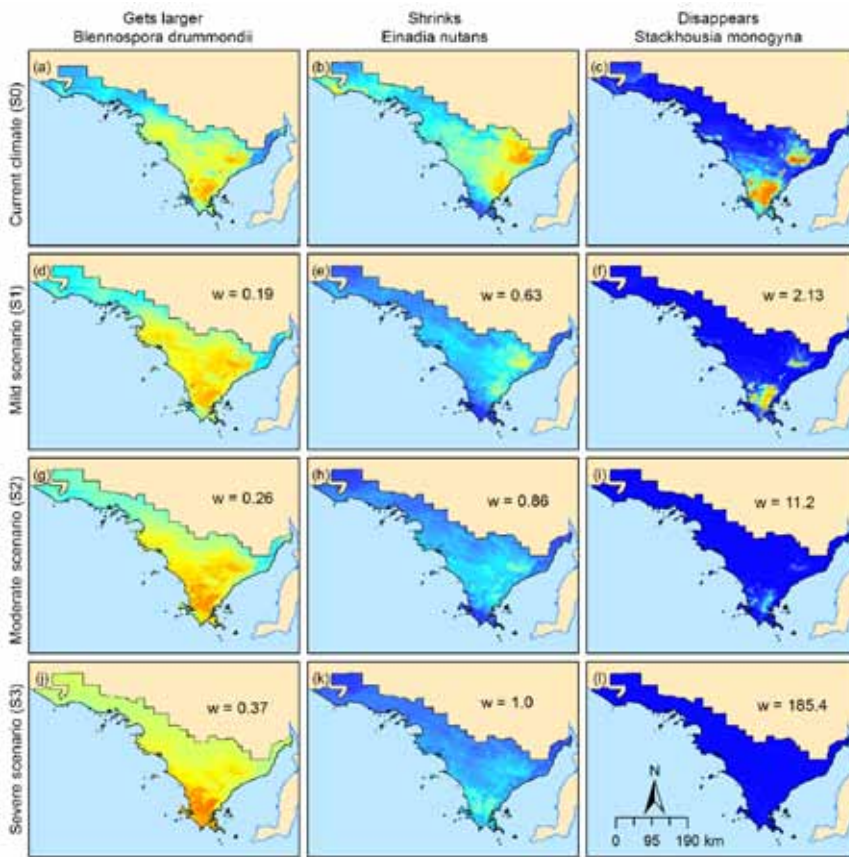 Gets larger
Blennospora drummondii
Shrinks
Einadia nutans
Disappears
Stackhousia monogyna
Current climate (S0)
(a)
(b)
(c)
Mild scenario (S1)
(d)
w = 0.19
(e)
w = 0.63
(f)
w = 2.13
Moderate scenario (S2)
(g)
w = 0.26
(h)
w = 0.86
(i)
w = 11.2
Severe scenario (S3)
(j)
w = 0.37
(k)
w = 1.0
(l)
w = 185.4
N
0 95 190 km